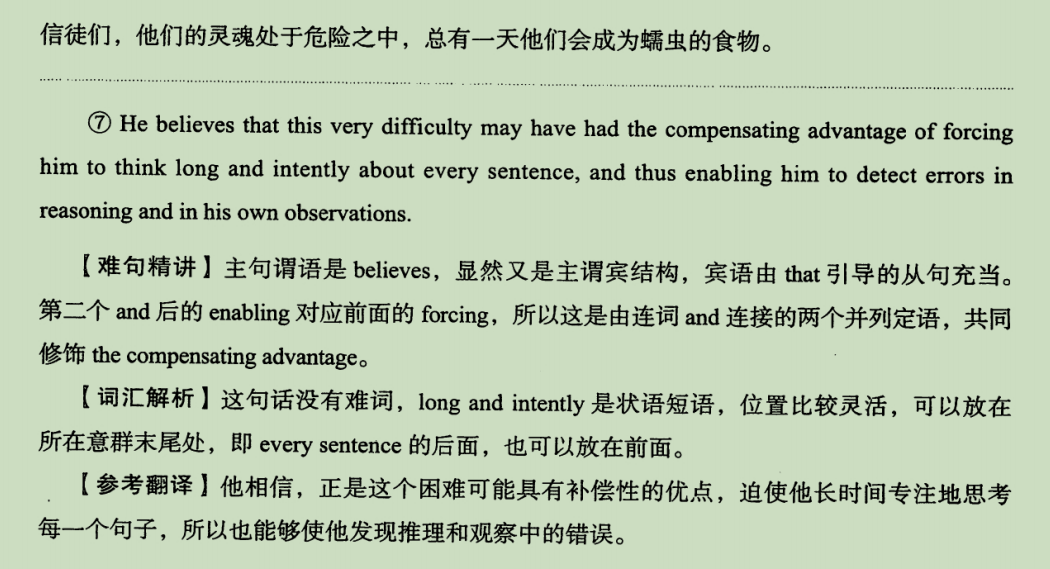 信徒们，他们的灵魂处于危险之中，总有一天他们会成为蠕虫的食物。
⑦ He believes that this very difficulty may have had the compensating advantage of forcing
him to think long and intently about every sentence, and thus enabling him to detect errors in
reasoning and in his own observations.
【难句精讲】主句谓语是 believes，显然又是主谓宾结构，宾语由 that 引导的从句充当。
第二个 and 后的 enabling 对应前面的 forcing，所以这是由连词 and 连接的两个并列定语，共同
修饰 the compensating advantage。
【词汇解析】这句话没有难词，long and intently 是状语短语，位置比较灵活，可以放在
所在意群末尾处，即 every sentence 的后面，也可以放在前面。
【参考翻译】他相信，正是这个困难可能具有补偿性的优点，迫使他长时间专注地思考
每一个句子，所以也能够使他发现推理和观察中的错误。